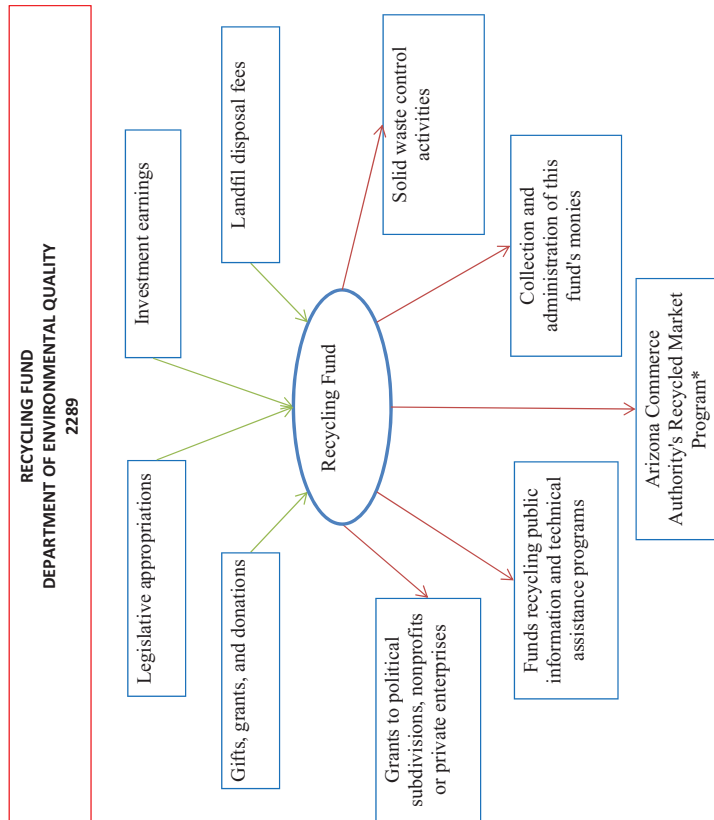 RECYCLING FUND
DEPARTMENT OF ENVIRONMENTAL QUALITY
2289
Legislative appropriations
Investment earnings
Gifts, grants, and donations
Landfil disposal fees
Recycling Fund
Grants to political
subdivisions, nonprofits
or private enterprises
Solid waste control
activities
Funds recycling public
information and technical
assistance programs
Collection and
administration of this
fund's monies
Arizona Commerce
Authority's Recycled Market
Program*